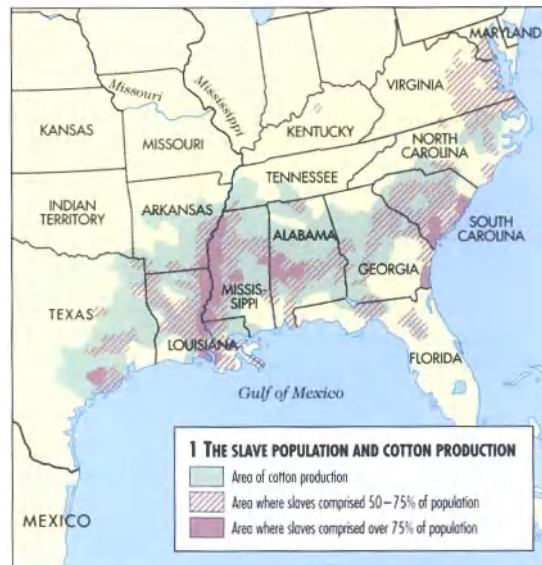 MARYLAND
VIRGINIA
Missouri
Mississippi
KANSAS
MISSOURI
KENTUCKY
NORTH
CAROLINA
TENNESSEE
INDIAN
TERRITORY
ARKANSAS
SOUTH
CAROLINA
ALABAMA
GEORGIA
MISSIS-
SIPPI
TEXAS
LOUISIANA
FLORIDA
Gulf of Mexico
MEXICO
1 THE SLAVE POPULATION AND COTTON PRODUCTION
Area of cotton production
Area where slaves comprised 50–75% of population
Area where slaves comprised over 75% of population